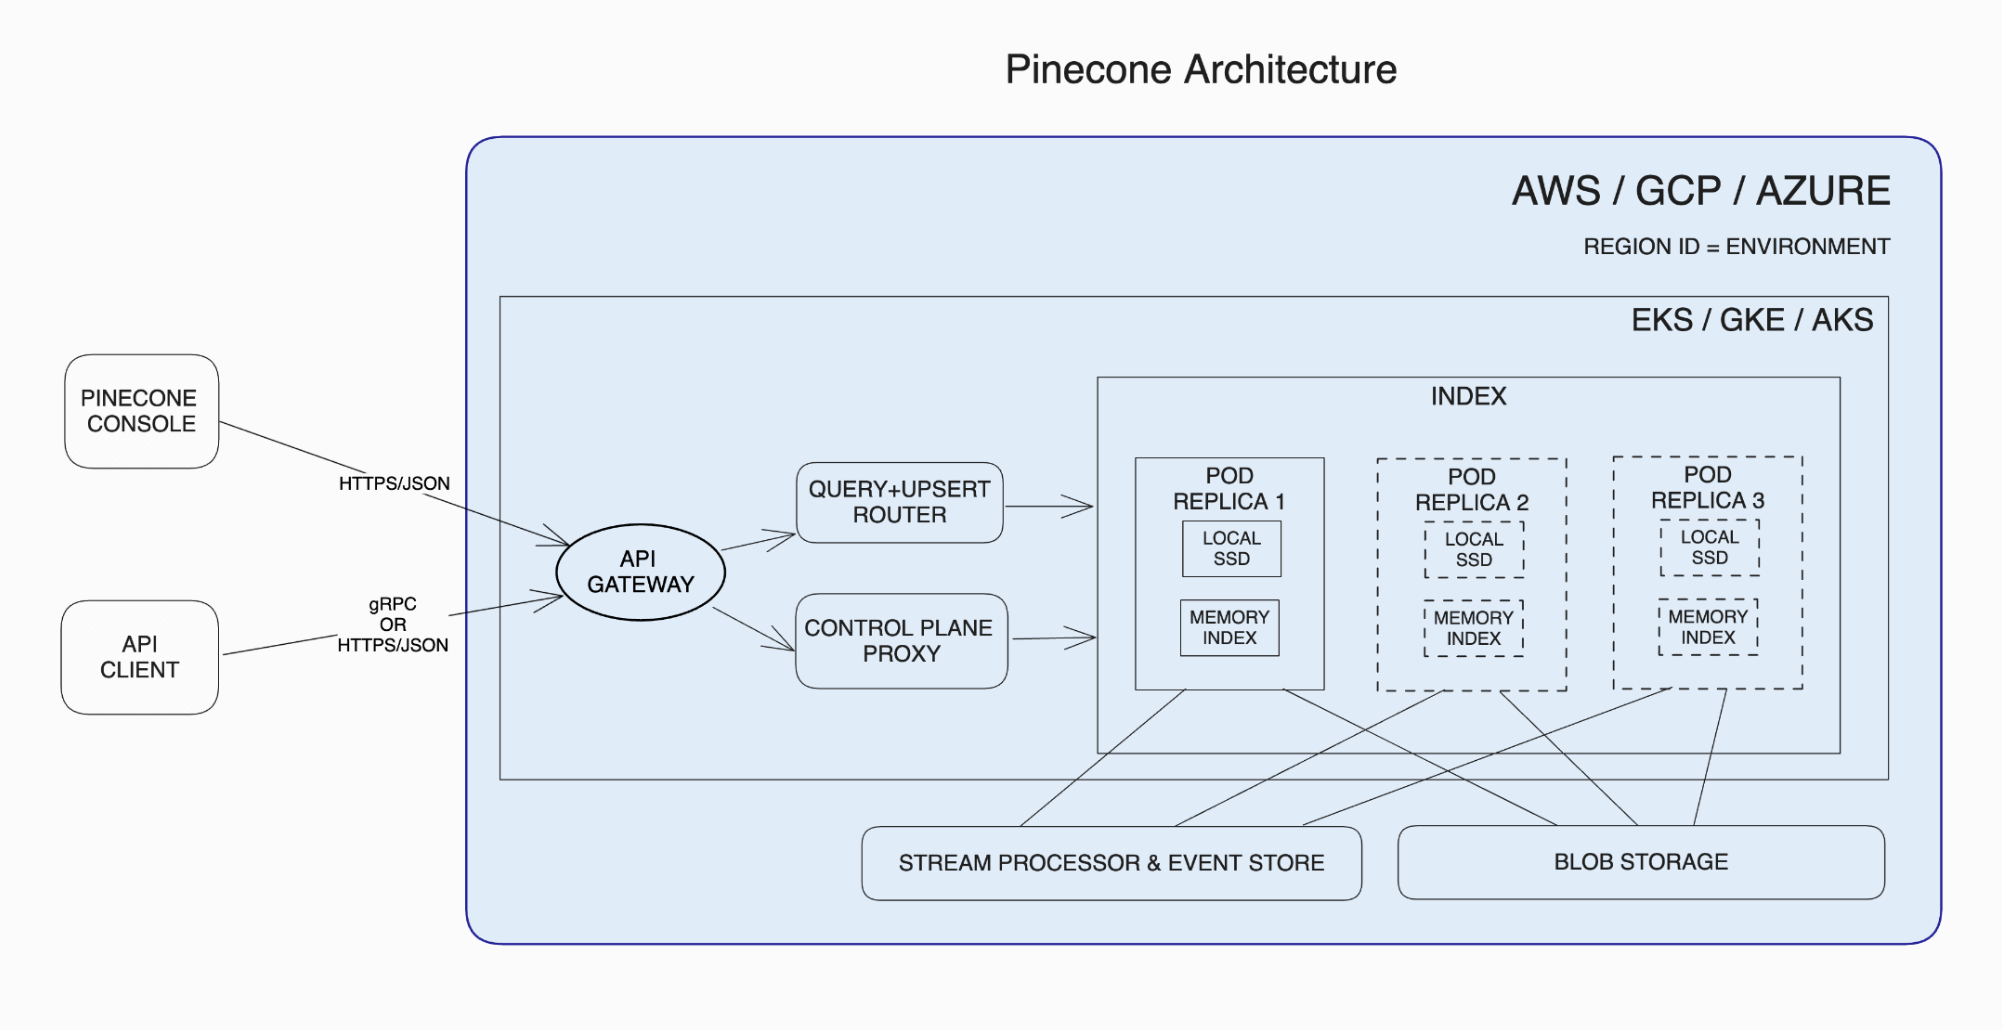 Pinecone Architecture
AWS / GCP / AZURE
REGION ID = ENVIRONMENT
EKS / GKE / AKS
PINECONE
CONSOLE
HTTPS/JSON
API
CLIENT
gRPC
OR
HTTPS/JSON
API
GATEWAY
QUERY+UPSERT
ROUTER
CONTROL PLANE
PROXY
INDEX
POD
REPLICA 1
LOCAL
SSD
MEMORY
INDEX
POD
REPLICA 2
LOCAL
SSD
MEMORY
INDEX
POD
REPLICA 3
LOCAL
SSD
MEMORY
INDEX
STREAM PROCESSOR & EVENT STORE
BLOB STORAGE